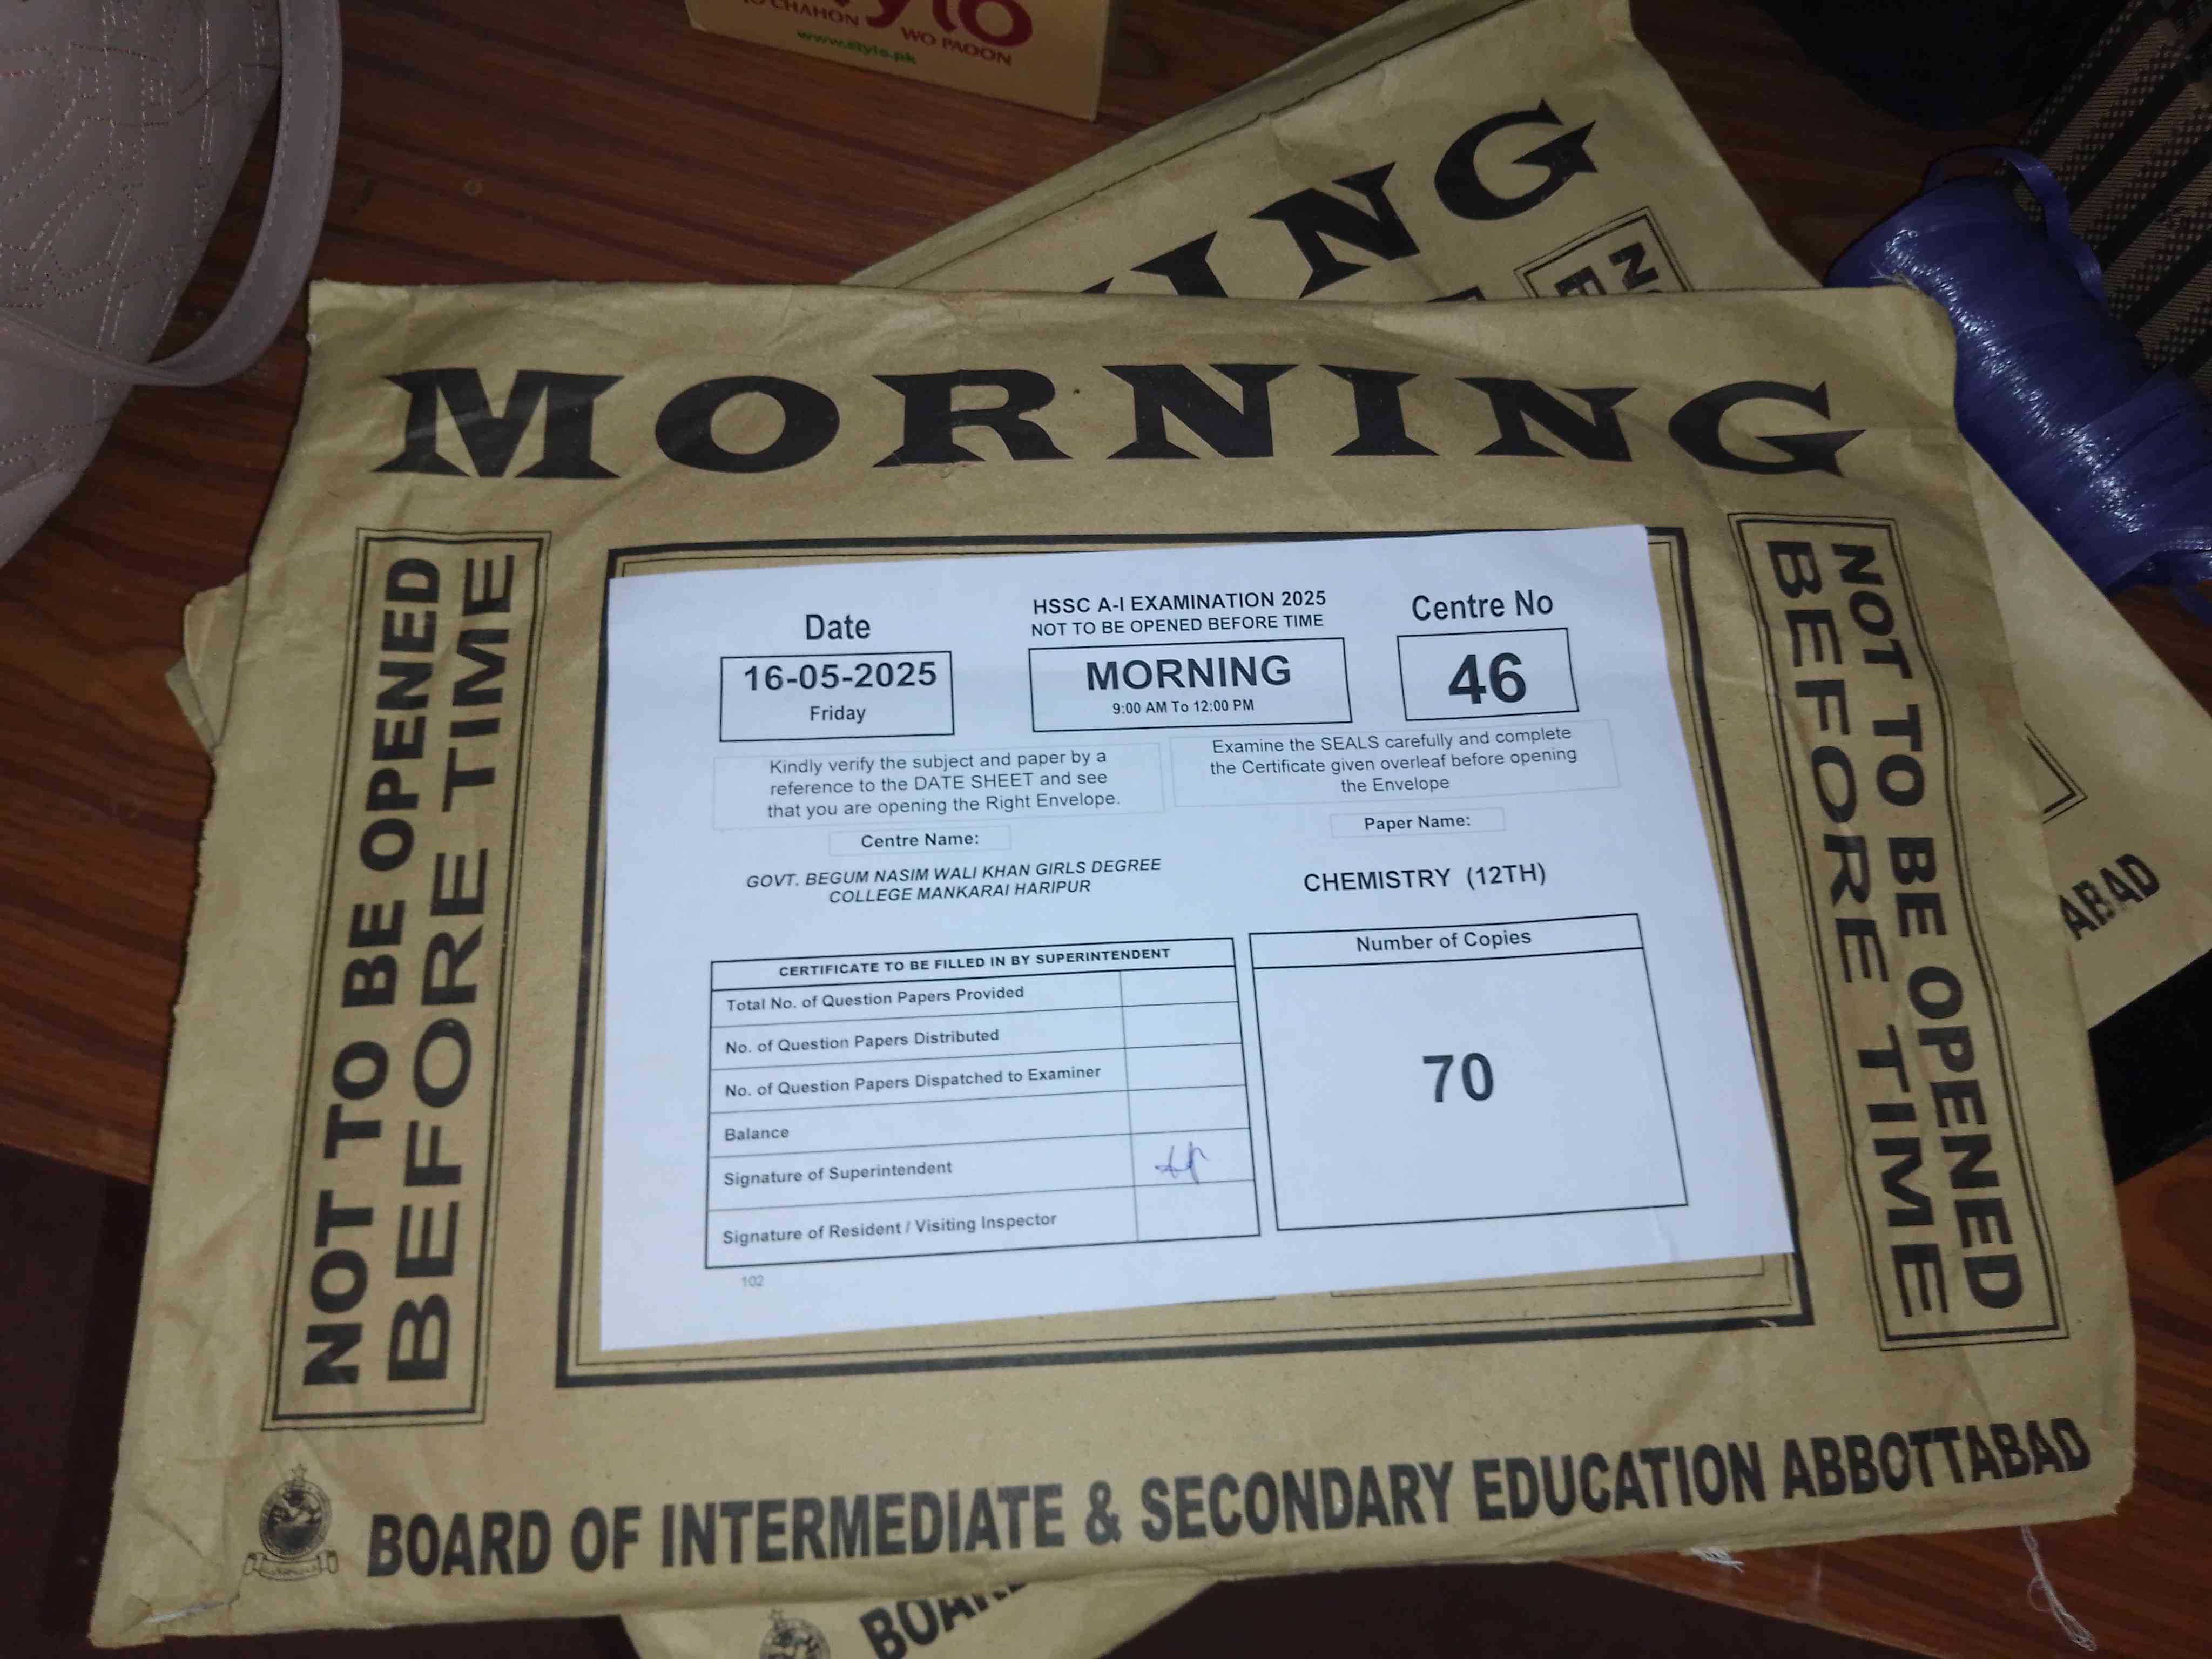 CHAHON
WO PAOON
www.stylo.pk
MORNING
NOT TO BE OPENED
BEFORE TIME
Date
16-05-2025
Friday
HSSC A-I EXAMINATION 2025
NOT TO BE OPENED BEFORE TIME
MORNING
9:00 AM To 12:00 PM
Centre No
46
Kindly verify the subject and paper by a
reference to the DATE SHEET and see
that you are opening the Right Envelope.
Examine the SEALS carefully and complete
the Certificate given overleaf before opening
the Envelope
Centre Name:
GOVT. BEGUM NASIM WALI KHAN GIRLS DEGREE
COLLEGE MANKARAI HARIPUR
Paper Name:
CHEMISTRY (12TH)
CERTIFICATE TO BE FILLED IN BY SUPERINTENDENT
Total No. of Question Papers Provided
No. of Question Papers Distributed
No. of Question Papers Dispatched to Examiner
Balance
Signature of Superintendent
Signature of Resident / Visiting Inspector
Number of Copies
70
102
NOT TO BE OPENED
BEFORE TIME
BOARD OF INTERMEDIATE & SECONDARY EDUCATION ABBOTTABAD